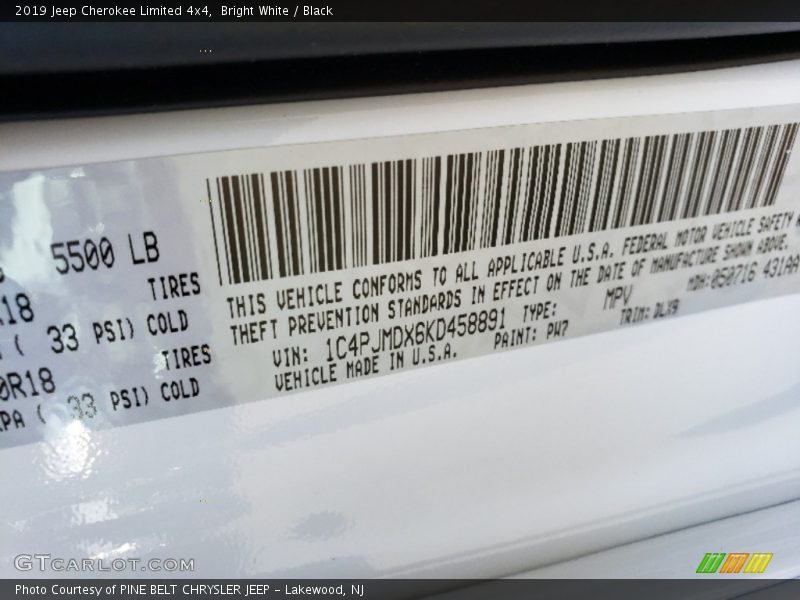 2019 Jeep Cherokee Limited 4x4,  Bright White / Black
5500 LB
R18 TIRES
( 33 PSI) COLD
0R18 TIRES
PA ( 33 PSI) COLD
THIS VEHICLE CONFORMS TO ALL APPLICABLE U.S.A. FEDERAL MOTOR VEHICLE SAFETY
THEFT PREVENTION STANDARDS IN EFFECT ON THE DATE OF MANUFACTURE SHOWN ABOVE.
VIN: 1C4PJMDX6KD458891 TYPE: MPV MDH:050716 431AA
VEHICLE MADE IN U.S.A. PAINT: PW7 TRIM: DLX9
GTCARLOT.COM
Photo Courtesy of PINE BELT CHRYSLER JEEP - Lakewood, NJ